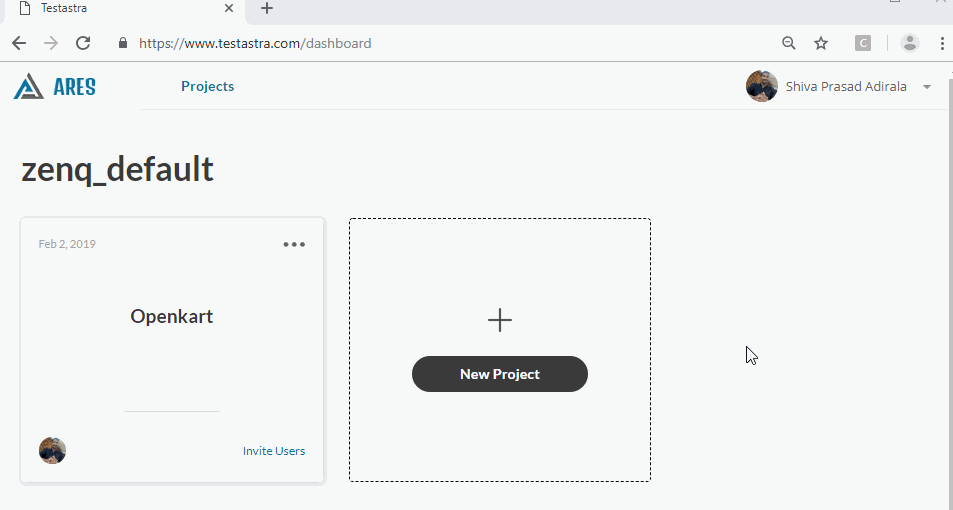 Testastra
https://www.testastra.com/dashboard
C
ARES
Projects
Shiva Prasad Adirala
zenq_default
Feb 2, 2019
Openkart
New Project
Invite Users